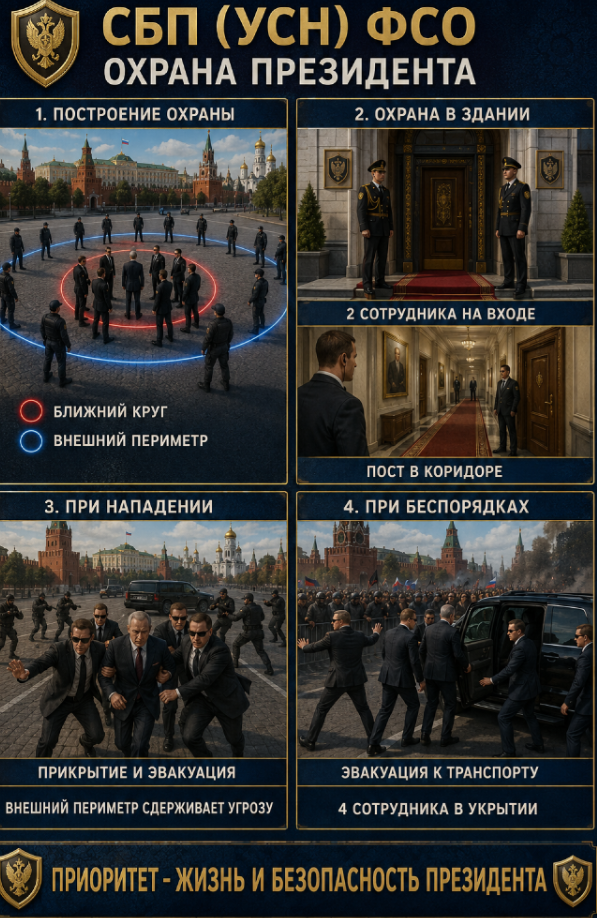 СБП (УСН) ФСО
ОХРАНА ПРЕЗИДЕНТА
1. ПОСТРОЕНИЕ ОХРАНЫ
БЛИЖНИЙ КРУГ
ВНЕШНИЙ ПЕРИМЕТР
2. ОХРАНА В ЗДАНИИ
2 СОТРУДНИКА НА ВХОДЕ
ПОСТ В КОРИДОРЕ
3. ПРИ НАПАДЕНИИ
ПРИКРЫТИЕ И ЭВАКУАЦИЯ
ВНЕШНИЙ ПЕРИМЕТР СДЕРЖИВАЕТ УГРОЗУ
4. ПРИ БЕСПОРЯДКАХ
ЭВАКУАЦИЯ К ТРАНСПОРТУ
4 СОТРУДНИКА В УКРЫТИИ
ПРИОРИТЕТ - ЖИЗНЬ И БЕЗОПАСНОСТЬ ПРЕЗИДЕНТА